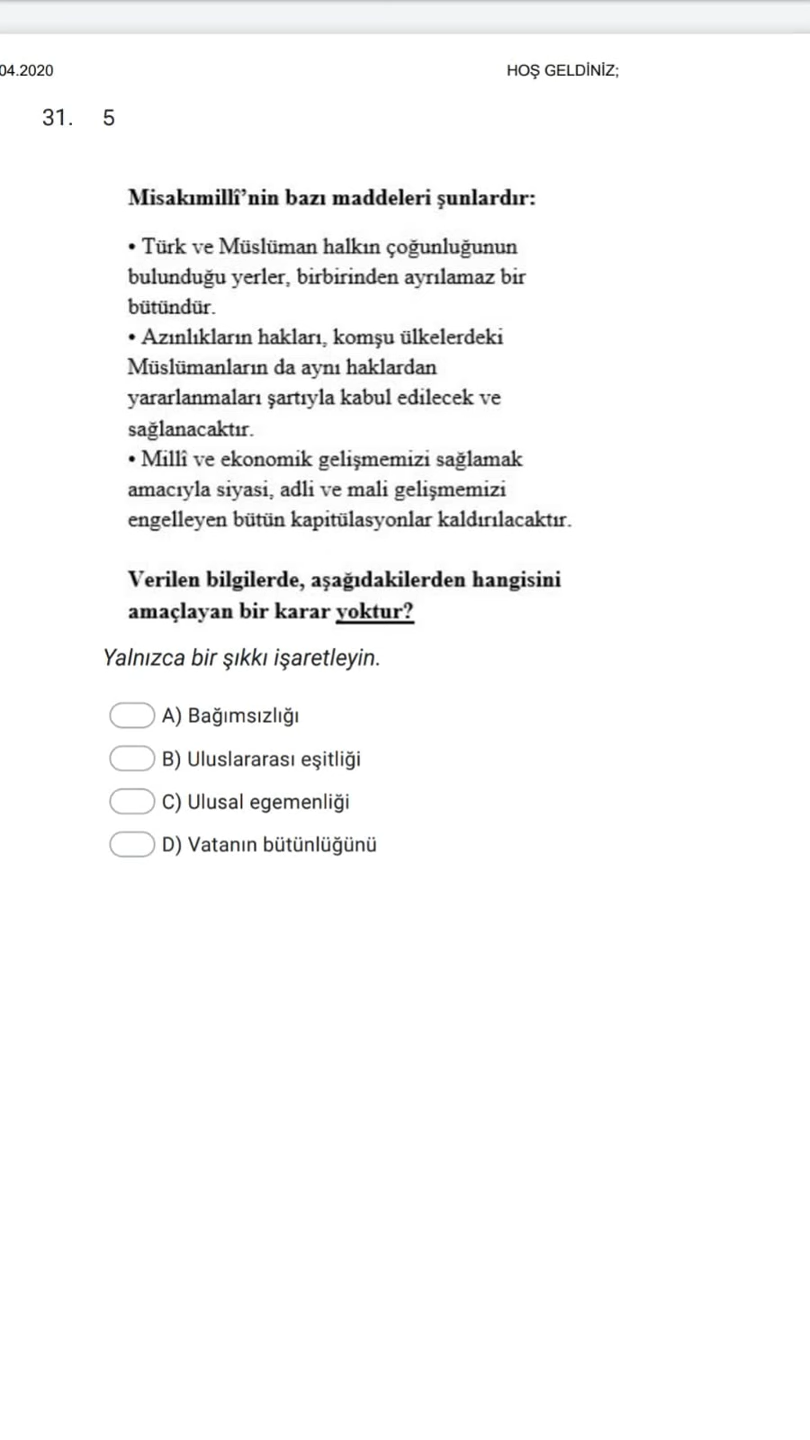 04.2020
HOŞ GELDİNİZ;
31. 5
Misakımillî’nin bazı maddeleri şunlardır:
• Türk ve Müslüman halkın çoğunluğunun
bulunduğu yerler, birbirinden ayrılamaz bir
bütündür.
• Azınlıkların hakları, komşu ülkelerdeki
Müslümanların da aynı haklardan
yararlanmaları şartıyla kabul edilecek ve
sağlanacaktır.
• Millî ve ekonomik gelişmemizi sağlamak
amacıyla siyasi, adli ve mali gelişmemizi
engelleyen bütün kapitülasyonlar kaldırılacaktır.
Verilen bilgilerde, aşağıdakilerden hangisini
amaçlayan bir karar yoktur?
Yalnızca bir şıkkı işaretleyin.
A) Bağımsızlığı
B) Uluslararası eşitliği
C) Ulusal egemenliği
D) Vatanın bütünlüğünü